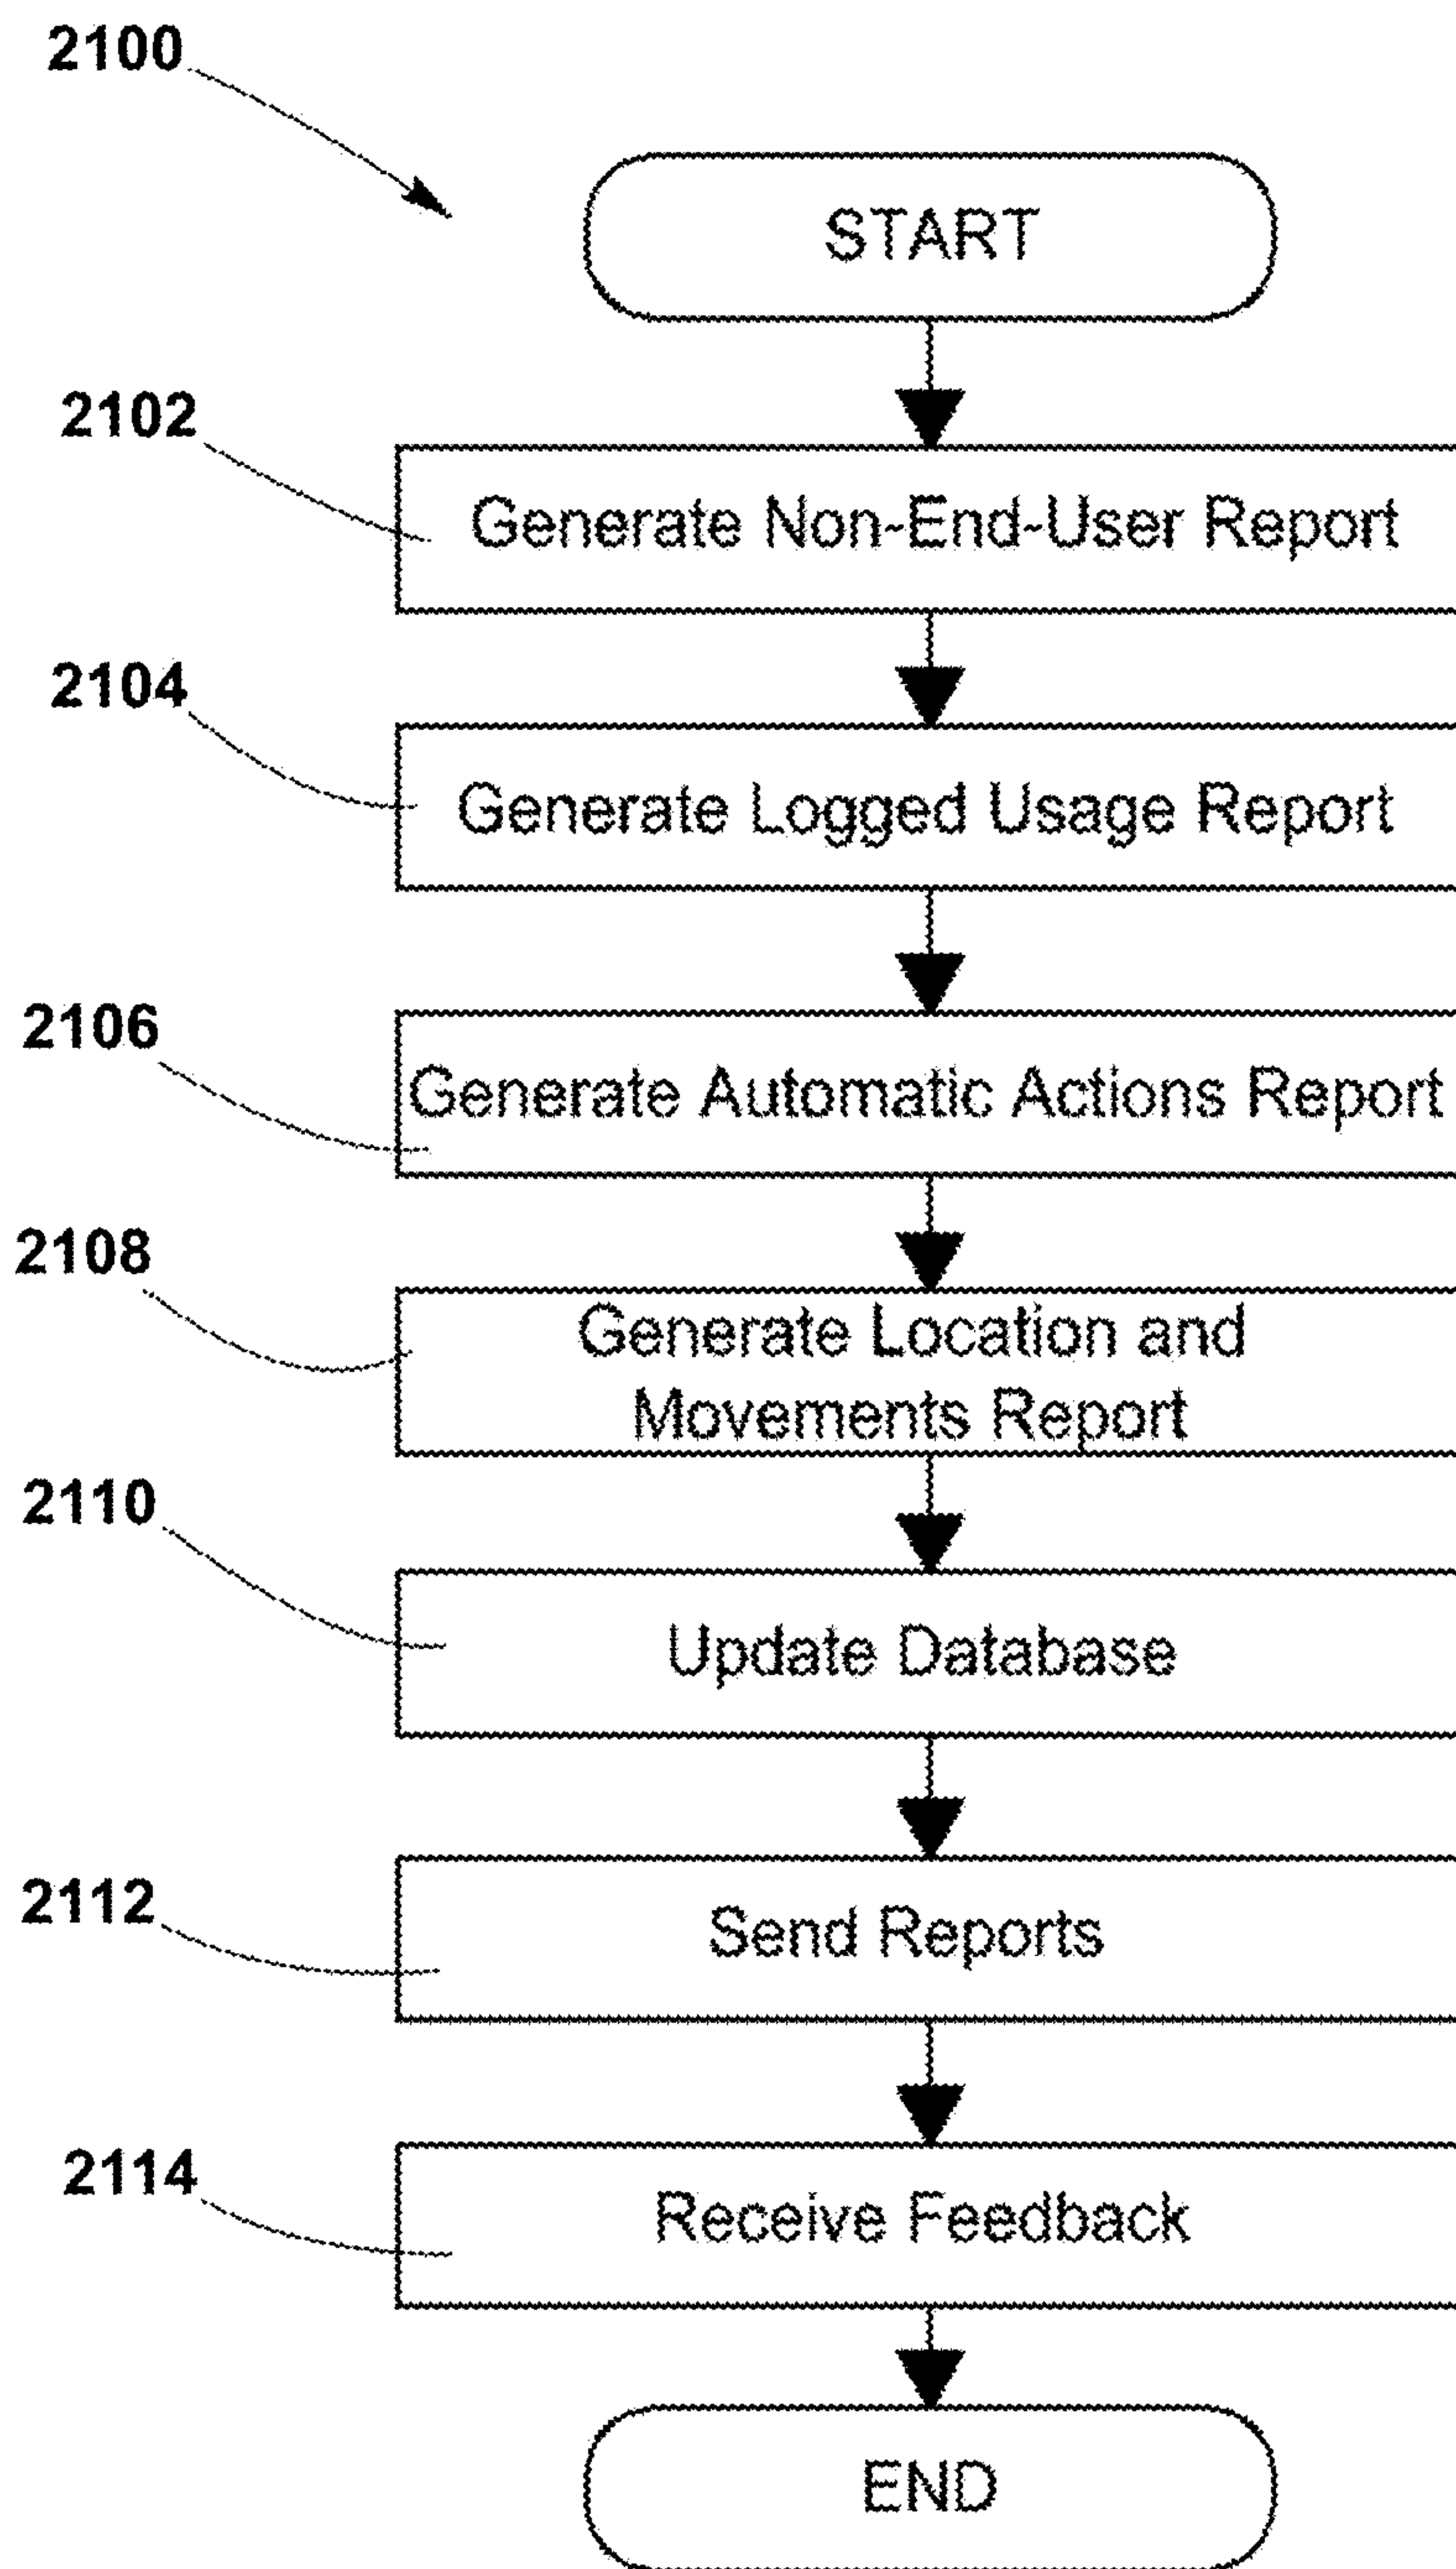 2100
START
2102
Generate Non-End-User Report
2104
Generate Logged Usage Report
2106
Generate Automatic Actions Report
2108
Generate Location and
Movements Report
2110
Update Database
2112
Send Reports
2114
Receive Feedback
END